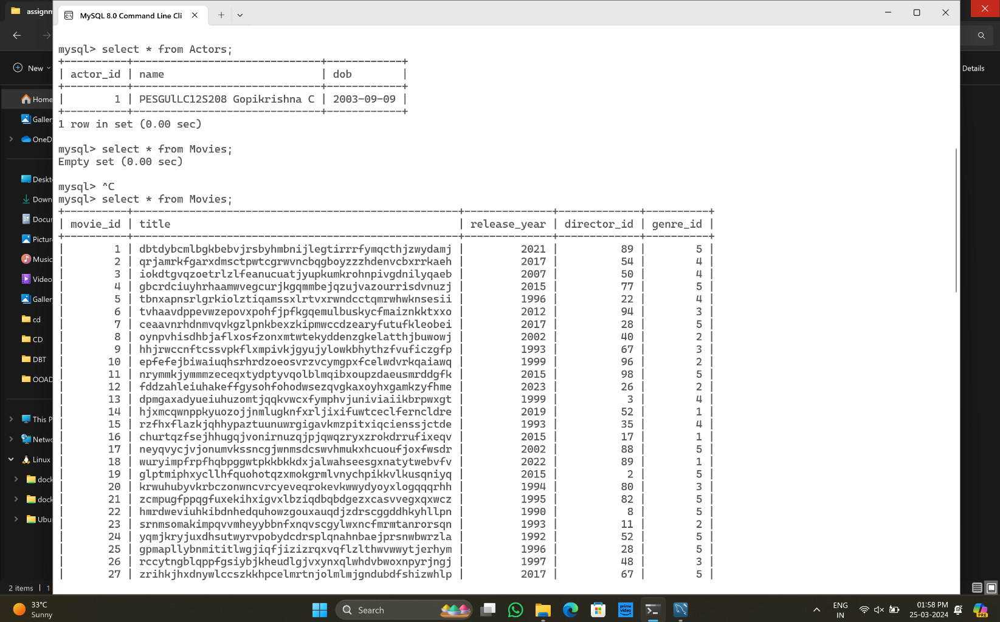 assignm
MySQL 8.0 Command Line Cli
New
Details
Home
Galler
OneD
Deskt
Down
Docur
Pictur
Music
Video
Galler
cd
CD
DBT
OOAD
This P
Netwo
Linux
dock
dock
Ubu
2 items | 1
mysql> select * from Actors;
+-----------+------------------------------+------------+
| actor_id | name | dob |
+-----------+------------------------------+------------+
| 1 | PESGUlLC12S208 Gopikrishna C | 2003-09-09 |
+-----------+------------------------------+------------+
1 row in set (0.00 sec)
mysql> select * from Movies;
Empty set (0.00 sec)
mysql> ^C
mysql> select * from Movies;
| movie_id | title | release_year | director_id | genre_id |
| 1 | dbtdybcmlbgkbebvjrsbyhmbnijlegtirrrfymqcthjzwydamj | 2021 | 89 | 5 |
| 2 | qrjamrkfgarxdmsctpwtcgrwvncbqgboyzzzhdenvcbxrrkaeh | 2017 | 54 | 4 |
| 3 | iokdtgvqzoetrlzlfeanucuatjyupkumkrohnpivgdnilyqaeb | 2007 | 50 | 4 |
| 4 | gbcrdciuyhrhaamwvegcurjkgqmmbejqzujvazourrisdvnuzj | 2015 | 77 | 5 |
| 5 | tbnxapnsrlgrkiolztiqamssxlrtvxrwndcctqmrwhwknsesii | 1996 | 22 | 4 |
| 6 | tvhaavdppevwzepovxpohfjpfkgqemulbuskycfmaiznkktxxo | 2012 | 94 | 3 |
| 7 | ceaavnrhdnmvqvkgzlpnkbexzkipmwccdzearyfutufkleobei | 2017 | 28 | 5 |
| 8 | oynpvhisdhbjaflxosfzonxmtwtekyddenzgkelatthjbuwowj | 2002 | 40 | 2 |
| 9 | hhjrwccnftcssvpkflxmpivkjgyujylowkbhythzfvuficzgfp | 1993 | 67 | 3 |
| 10 | epfefejbiwaiuqhsrhrdzoeosvrzvcymgpxfcelwdvrkqaiawq | 1999 | 96 | 2 |
| 11 | nrymmkjymmmzeceqxtydptyvqolblmqibxoupzdaeusmrddgfk | 2015 | 98 | 5 |
| 12 | fddzahleiuhakeffgysohfohodwsezqvgkaxoyhxgamkzyfhme | 2023 | 26 | 2 |
| 13 | dpmgaxadyueiuhuzomtjqqkvwcxfymphvjuniviaiikbrpwxgt | 1999 | 3 | 4 |
| 14 | hjxmcqwnppkyuozojjnmlugknfxrljixifuwtceclferncldre | 2019 | 52 | 1 |
| 15 | rzfhxflazkjqhhypaztuunuwrgigavkmzpitxiqcienssjctde | 1993 | 35 | 4 |
| 16 | churtqzfsejhhugqjvonirnuzqjpjqwqzryxzrokdrrufixeqv | 2015 | 17 | 1 |
| 17 | neyqvycjvjonumvkssncgjwnmsdcswvhmukxhcuoufjoxfwsdr | 2002 | 88 | 5 |
| 18 | wuryimpfrpfhqbpggwtpkkbkkdxjalwahseesgxnatytwebvfv | 2022 | 89 | 1 |
| 19 | glptmiphxycllhfquohotqzxmokgrmlvnychpikkvlkusqniyq | 2015 | 2 | 5 |
| 20 | krwuhubyvkrbczonwncvrcyeveqrokevkwwydyoyxlogqqqrhh | 1994 | 80 | 3 |
| 21 | zcmpugfppqgfuxekihxigvxlbziqdbqbdgezxcasvvegxqxwcz | 1995 | 82 | 5 |
| 22 | hmrdweviuhkibdnhedquhowzgouxauqdjzdrscggddhkyhllpn | 1990 | 8 | 5 |
| 23 | srnmsomakimpqvvmheyybbnfxnqvscgylwxncfmrmtanrorsqn | 1993 | 11 | 2 |
| 24 | yqmjkryjuxdhsutwyrvpobydcdrsplqnahnbaejprsnwbwrzla | 1992 | 52 | 5 |
| 25 | gpmapllybnmititlwgjiqfjizizrqxvqflzlthwvwwytjerhym | 1996 | 28 | 5 |
| 26 | rccytngblqppfgsiybjkheudlgjvxynxqlwhdvbwoxnpyrjngj | 1997 | 48 | 3 |
| 27 | zrihkjhxdnywlccszkkhpcelmrtnjolmlmjgndubdfshizwhlp | 2017 | 67 | 5 |
33°C
Sunny
Search
prime video
ENG
IN
01:58 PM
25-03-2024
PRE